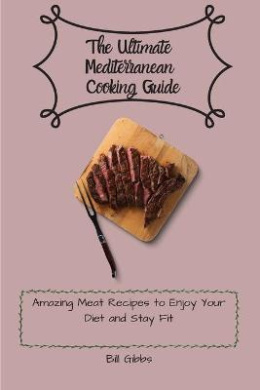 The Ultimate
Mediterranean
Cooking Guide
Amazing Meat Recipes to Enjoy Your
Diet and Stay Fit
Bill Gibbs